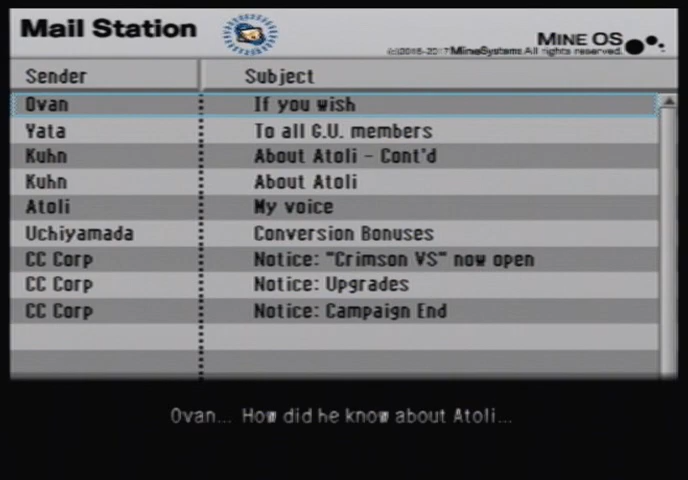 Mail Station
MINE OS
(c)2016-2017 MimeSystems All rights reserved.
Sender Subject
Ovan If you wish
Yata To all G.U. members
Kuhn About Atoli - Cont'd
Kuhn About Atoli
Atoli My voice
Uchiyamada Conversion Bonuses
CC Corp Notice: "Crimson VS" now open
CC Corp Notice: Upgrades
CC Corp Notice: Campaign End
Ovan... How did he know about Atoli...